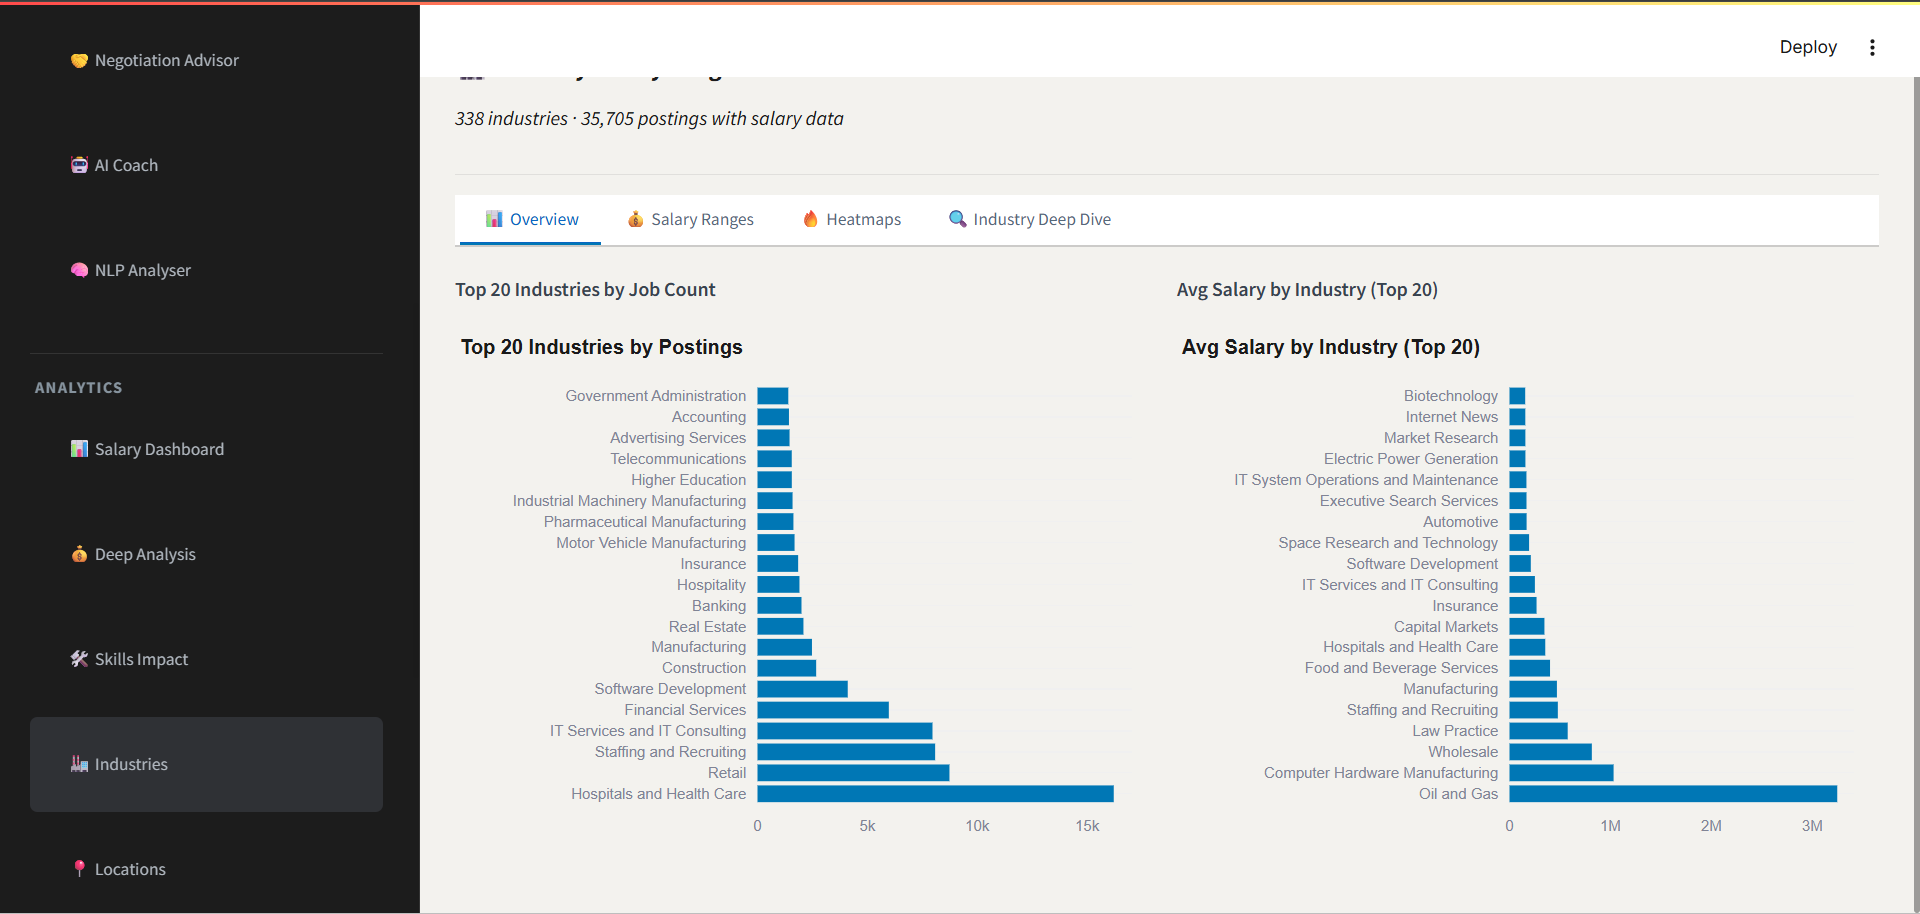 Negotiation Advisor
AI Coach
NLP Analyser
ANALYTICS
Salary Dashboard
Deep Analysis
Skills Impact
Industries
Locations
Deploy
338 industries · 35,705 postings with salary data
Overview
Salary Ranges
Heatmaps
Industry Deep Dive
Top 20 Industries by Job Count
Top 20 Industries by Postings
Government Administration
Accounting
Advertising Services
Telecommunications
Higher Education
Industrial Machinery Manufacturing
Pharmaceutical Manufacturing
Motor Vehicle Manufacturing
Insurance
Hospitality
Banking
Real Estate
Manufacturing
Construction
Software Development
Financial Services
IT Services and IT Consulting
Staffing and Recruiting
Retail
Hospitals and Health Care
0 5k 10k 15k
Avg Salary by Industry (Top 20)
Avg Salary by Industry (Top 20)
Biotechnology
Internet News
Market Research
Electric Power Generation
IT System Operations and Maintenance
Executive Search Services
Automotive
Space Research and Technology
Software Development
IT Services and IT Consulting
Insurance
Capital Markets
Hospitals and Health Care
Food and Beverage Services
Manufacturing
Staffing and Recruiting
Law Practice
Wholesale
Computer Hardware Manufacturing
Oil and Gas
0 1M 2M 3M